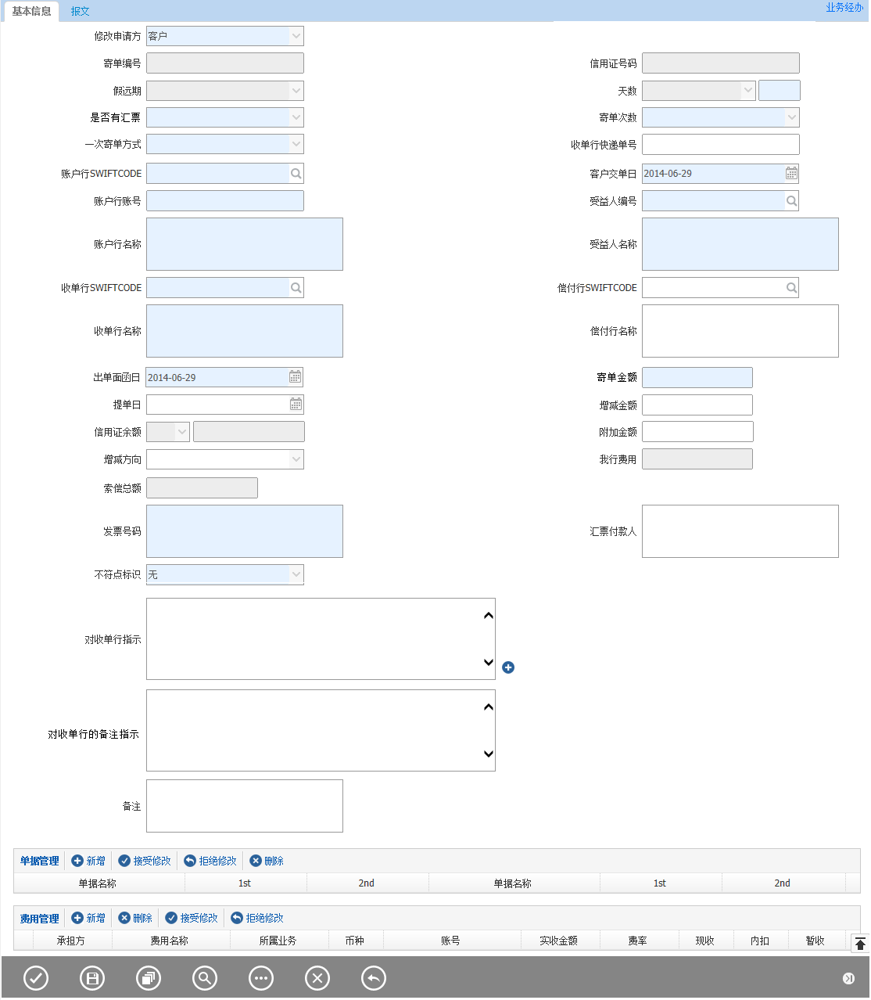 基本信息 报文 业务经办
修改申请方 客户
寄单编号 信用证号码
假远期 天数
是否有汇票 寄单次数
一次寄单方式 收单行快递单号
账户行SWIFTCODE 客户交单日 2014-06-29
账户行账号 受益人编号
账户行名称 受益人名称
收单行SWIFTCODE 偿付行SWIFTCODE
收单行名称 偿付行名称
出单面函日 2014-06-29 寄单金额
提单日 增减金额
信用证余额 附加金额
增减方向 我行费用
索偿总额
发票号码 汇票付款人
不符点标识 无
对收单行指示
对收单行的备注指示
备注
单据管理 新增 接受修改 拒绝修改 删除
单据名称 1st 2nd 单据名称 1st 2nd
费用管理 新增 删除 接受修改 拒绝修改
承担方 费用名称 所属业务 币种 账号 实收金额 费率 现收 内扣 暂收